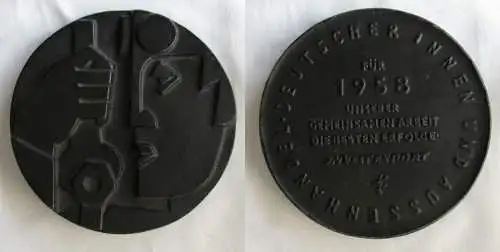 DEUTSCHER INNEN UND AUSSENHANDEL
FÜR
1958
UNSERER
GEMEINSAMEN ARBEIT
DIE BESTEN ERFOLGE!